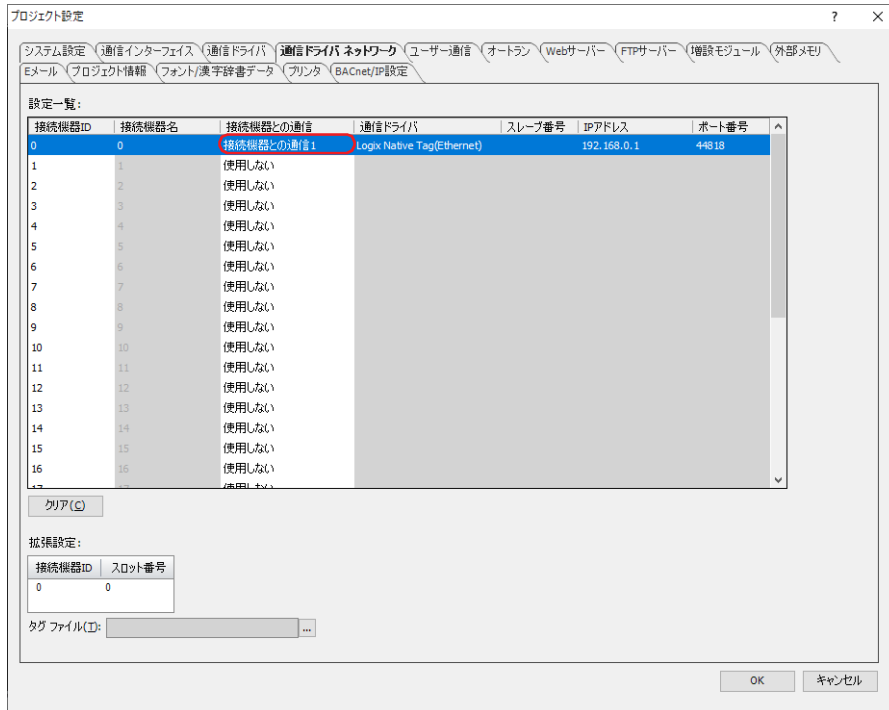 プロジェクト設定 ? ×
システム設定 通信インターフェイス 通信ドライバ 通信ドライバ ネットワーク ユーザー通信 オートラン Webサーバー FTPサーバー 増設モジュール 外部メモリ
Eメール プロジェクト情報 フォント/漢字辞書データ プリンタ BACnet/IP設定
設定一覧:
接続機器ID 接続機器名 接続機器との通信 通信ドライバ スレーブ番号 IPアドレス ポート番号
0 0 接続機器との通信1 Logix Native Tag(Ethernet) 192.168.0.1 44818
1 1 使用しない
2 2 使用しない
3 3 使用しない
4 4 使用しない
5 5 使用しない
6 6 使用しない
7 7 使用しない
8 8 使用しない
9 9 使用しない
10 10 使用しない
11 11 使用しない
12 12 使用しない
13 13 使用しない
14 14 使用しない
15 15 使用しない
16 16 使用しない
クリア(C)
拡張設定:
接続機器ID スロット番号
0 0
タグ ファイル(T): ...
OK キャンセル